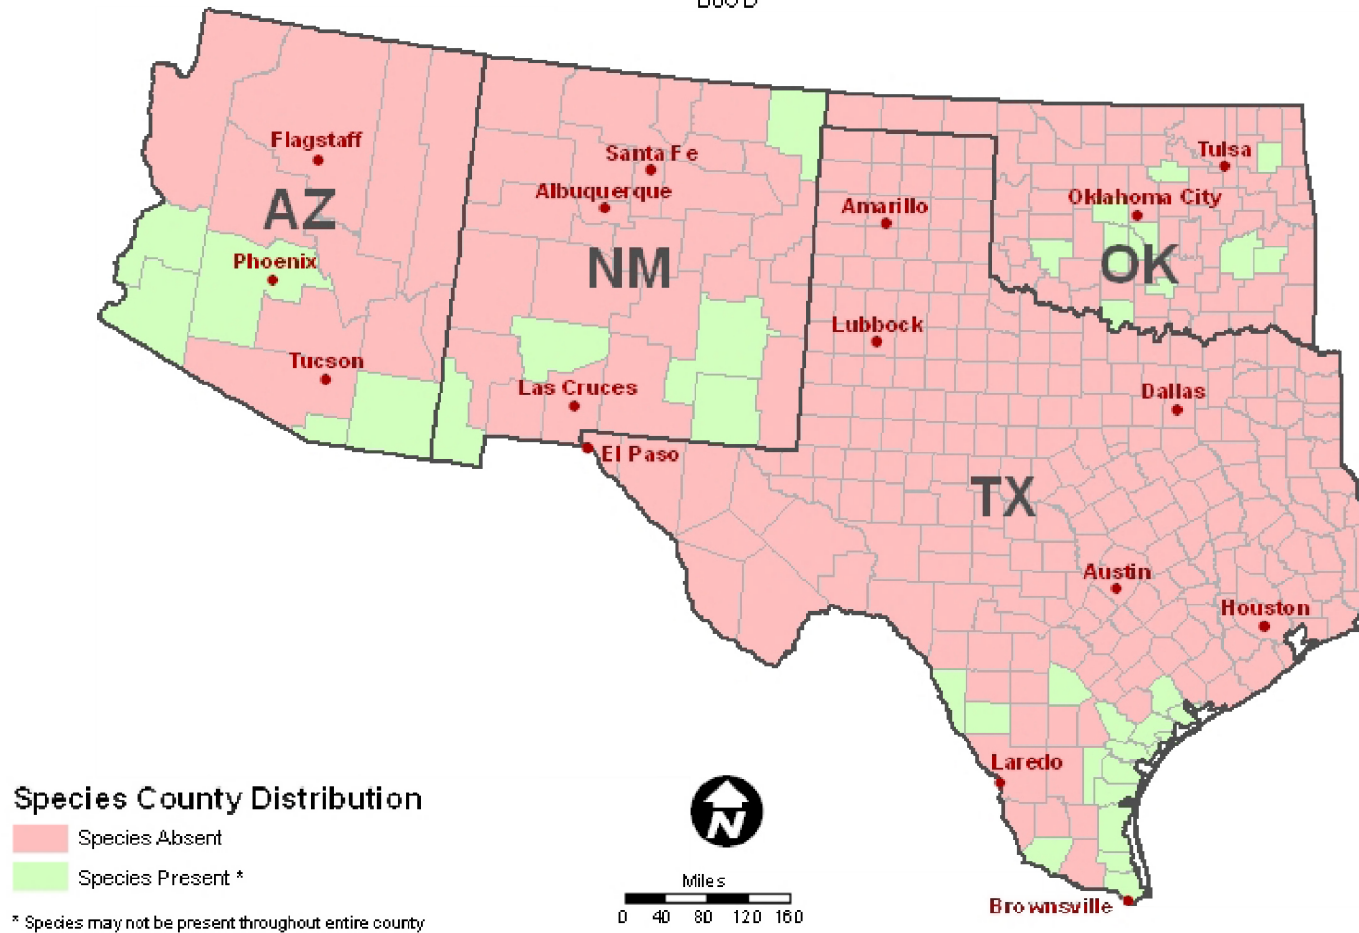 Flagstaff
AZ
Phoenix
Tucson
Santa Fe
Albuquerque
NM
Las Cruces
El Paso
Amarillo
Lubbock
Tulsa
Oklahoma City
OK
Dallas
TX
Austin
Houston
Laredo
Brownsville
Species County Distribution
Species Absent
Species Present *
* Species may not be present throughout entire county
N
Miles
0 40 80 120 160